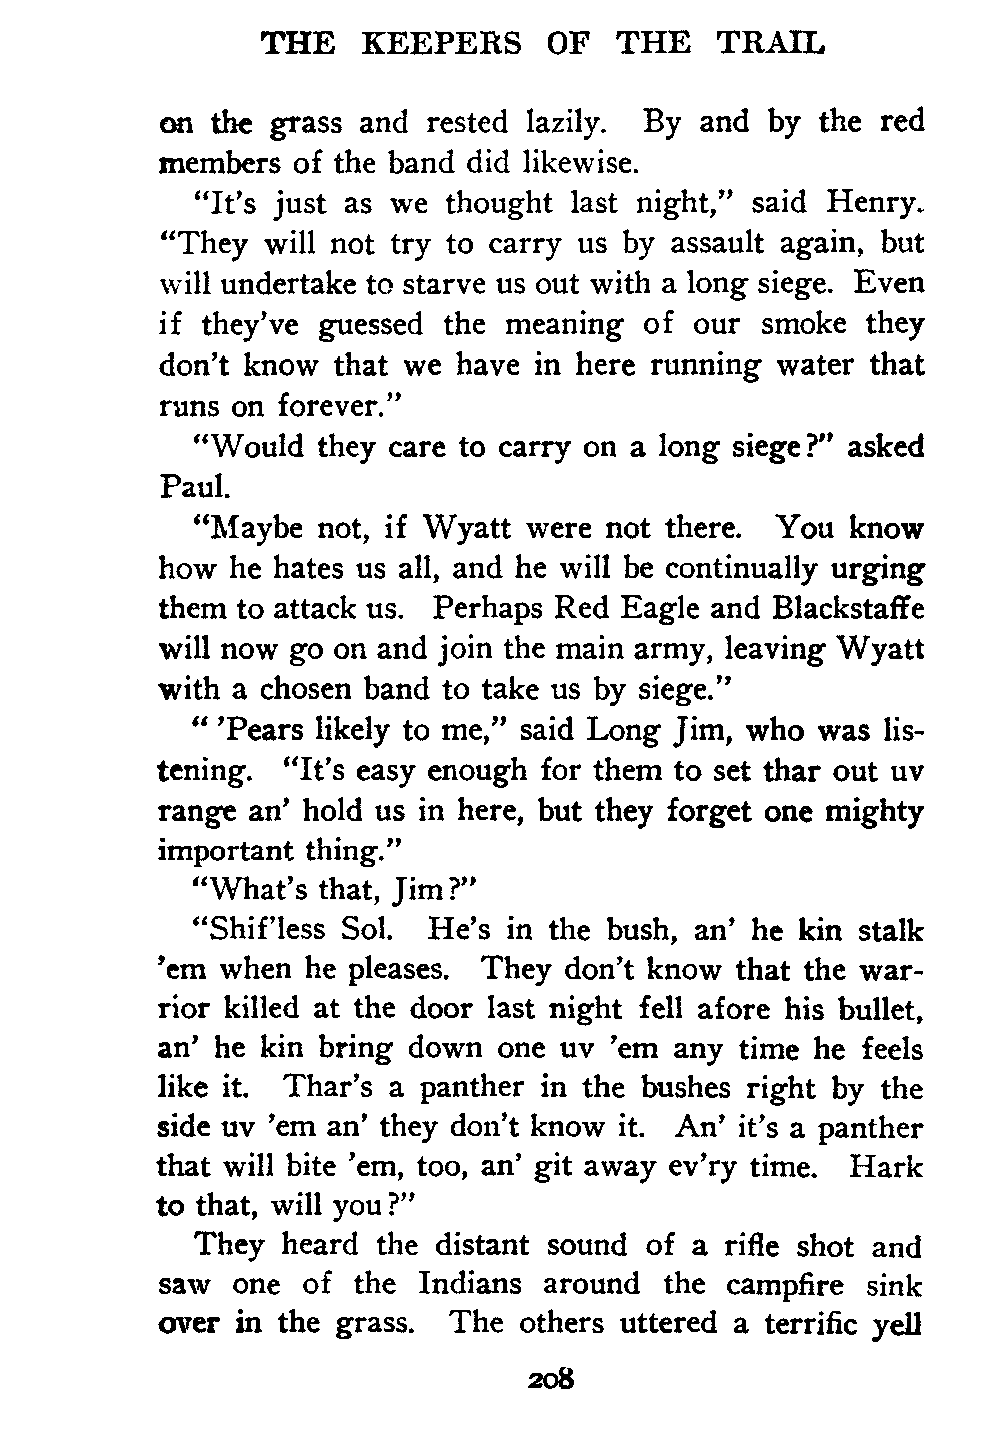 THE KEEPERS OF THE TRAIL
on the grass and rested lazily. By and by the red
members of the band did likewise.
"It's just as we thought last night," said Henry.
"They will not try to carry us by assault again, but
will undertake to starve us out with a long siege. Even
if they've guessed the meaning of our smoke they
don't know that we have in here running water that
runs on forever."
"Would they care to carry on a long siege?" asked
Paul.
"Maybe not, if Wyatt were not there. You know
how he hates us all, and he will be continually urging
them to attack us. Perhaps Red Eagle and Blackstaffe
will now go on and join the main army, leaving Wyatt
with a chosen band to take us by siege."
" 'Pears likely to me," said Long Jim, who was lis-
tening. "It's easy enough for them to set thar out uv
range an' hold us in here, but they forget one mighty
important thing."
"What's that, Jim?"
"Shif'less Sol. He's in the bush, an' he kin stalk
'em when he pleases. They don't know that the war-
rior killed at the door last night fell afore his bullet,
an' he kin bring down one uv 'em any time he feels
like it. Thar's a panther in the bushes right by the
side uv 'em an' they don't know it. An' it's a panther
that will bite 'em, too, an' git away ev'ry time. Hark
to that, will you?"
They heard the distant sound of a rifle shot and
saw one of the Indians around the campfire sink
over in the grass. The others uttered a terrific yell
208